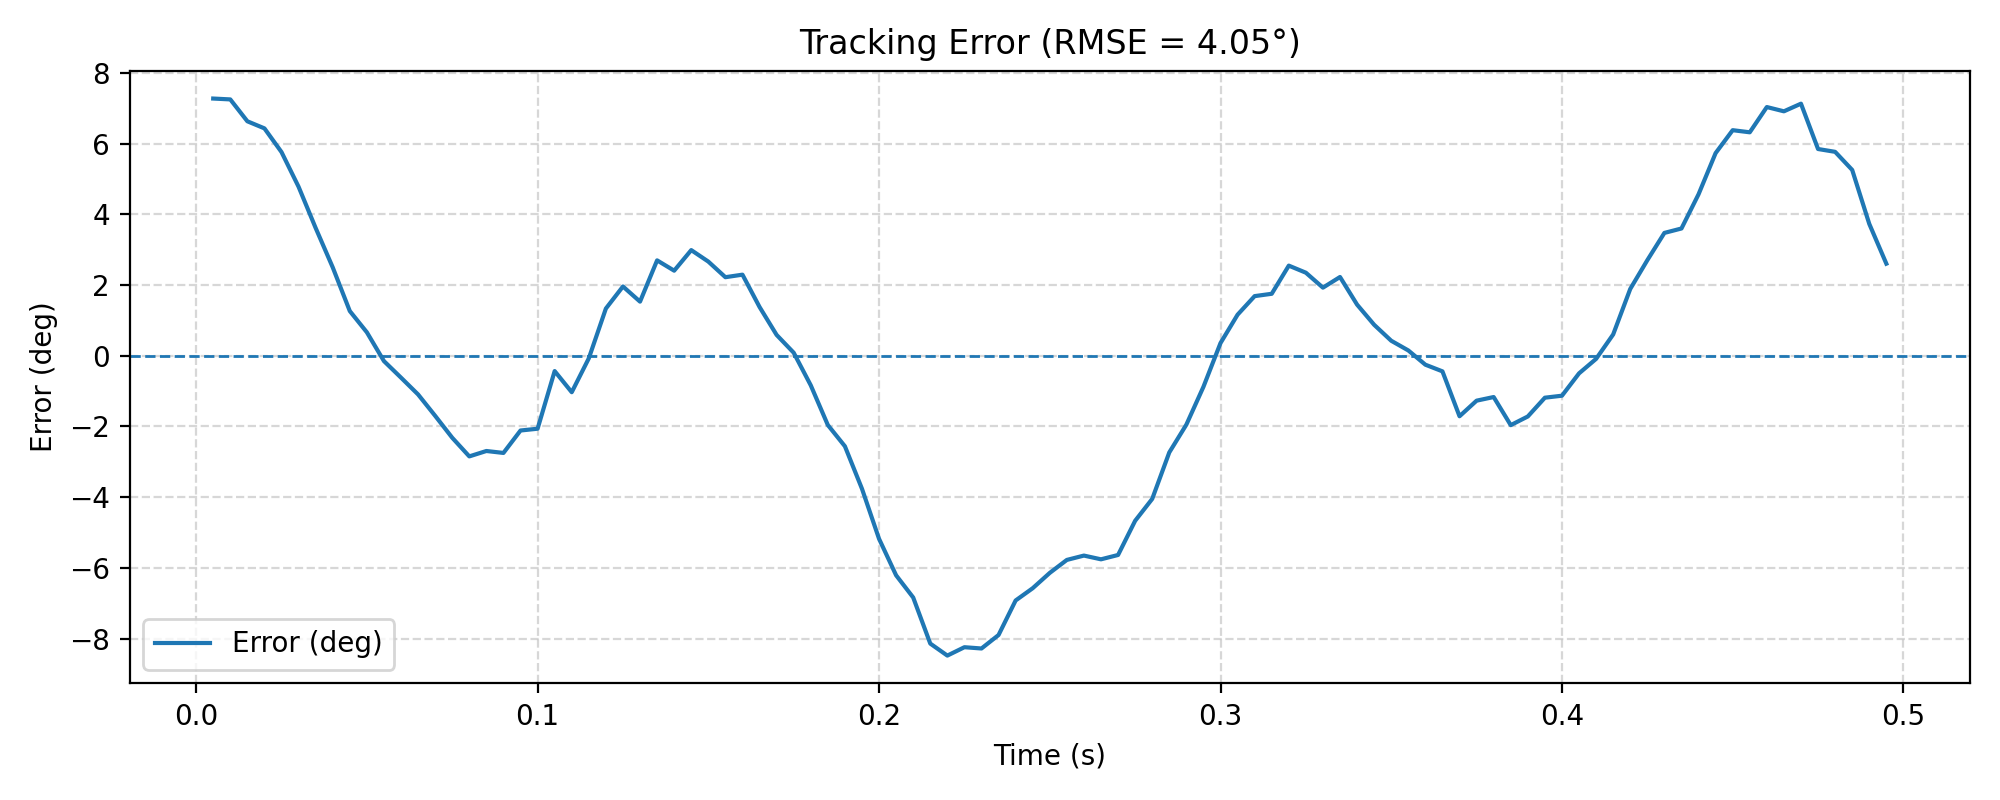 Tracking Error (RMSE = 4.05°)
8
6
4
2
0
−2
−4
−6
−8
Error (deg)
Error (deg)
0.0 0.1 0.2 0.3 0.4 0.5
Time (s)